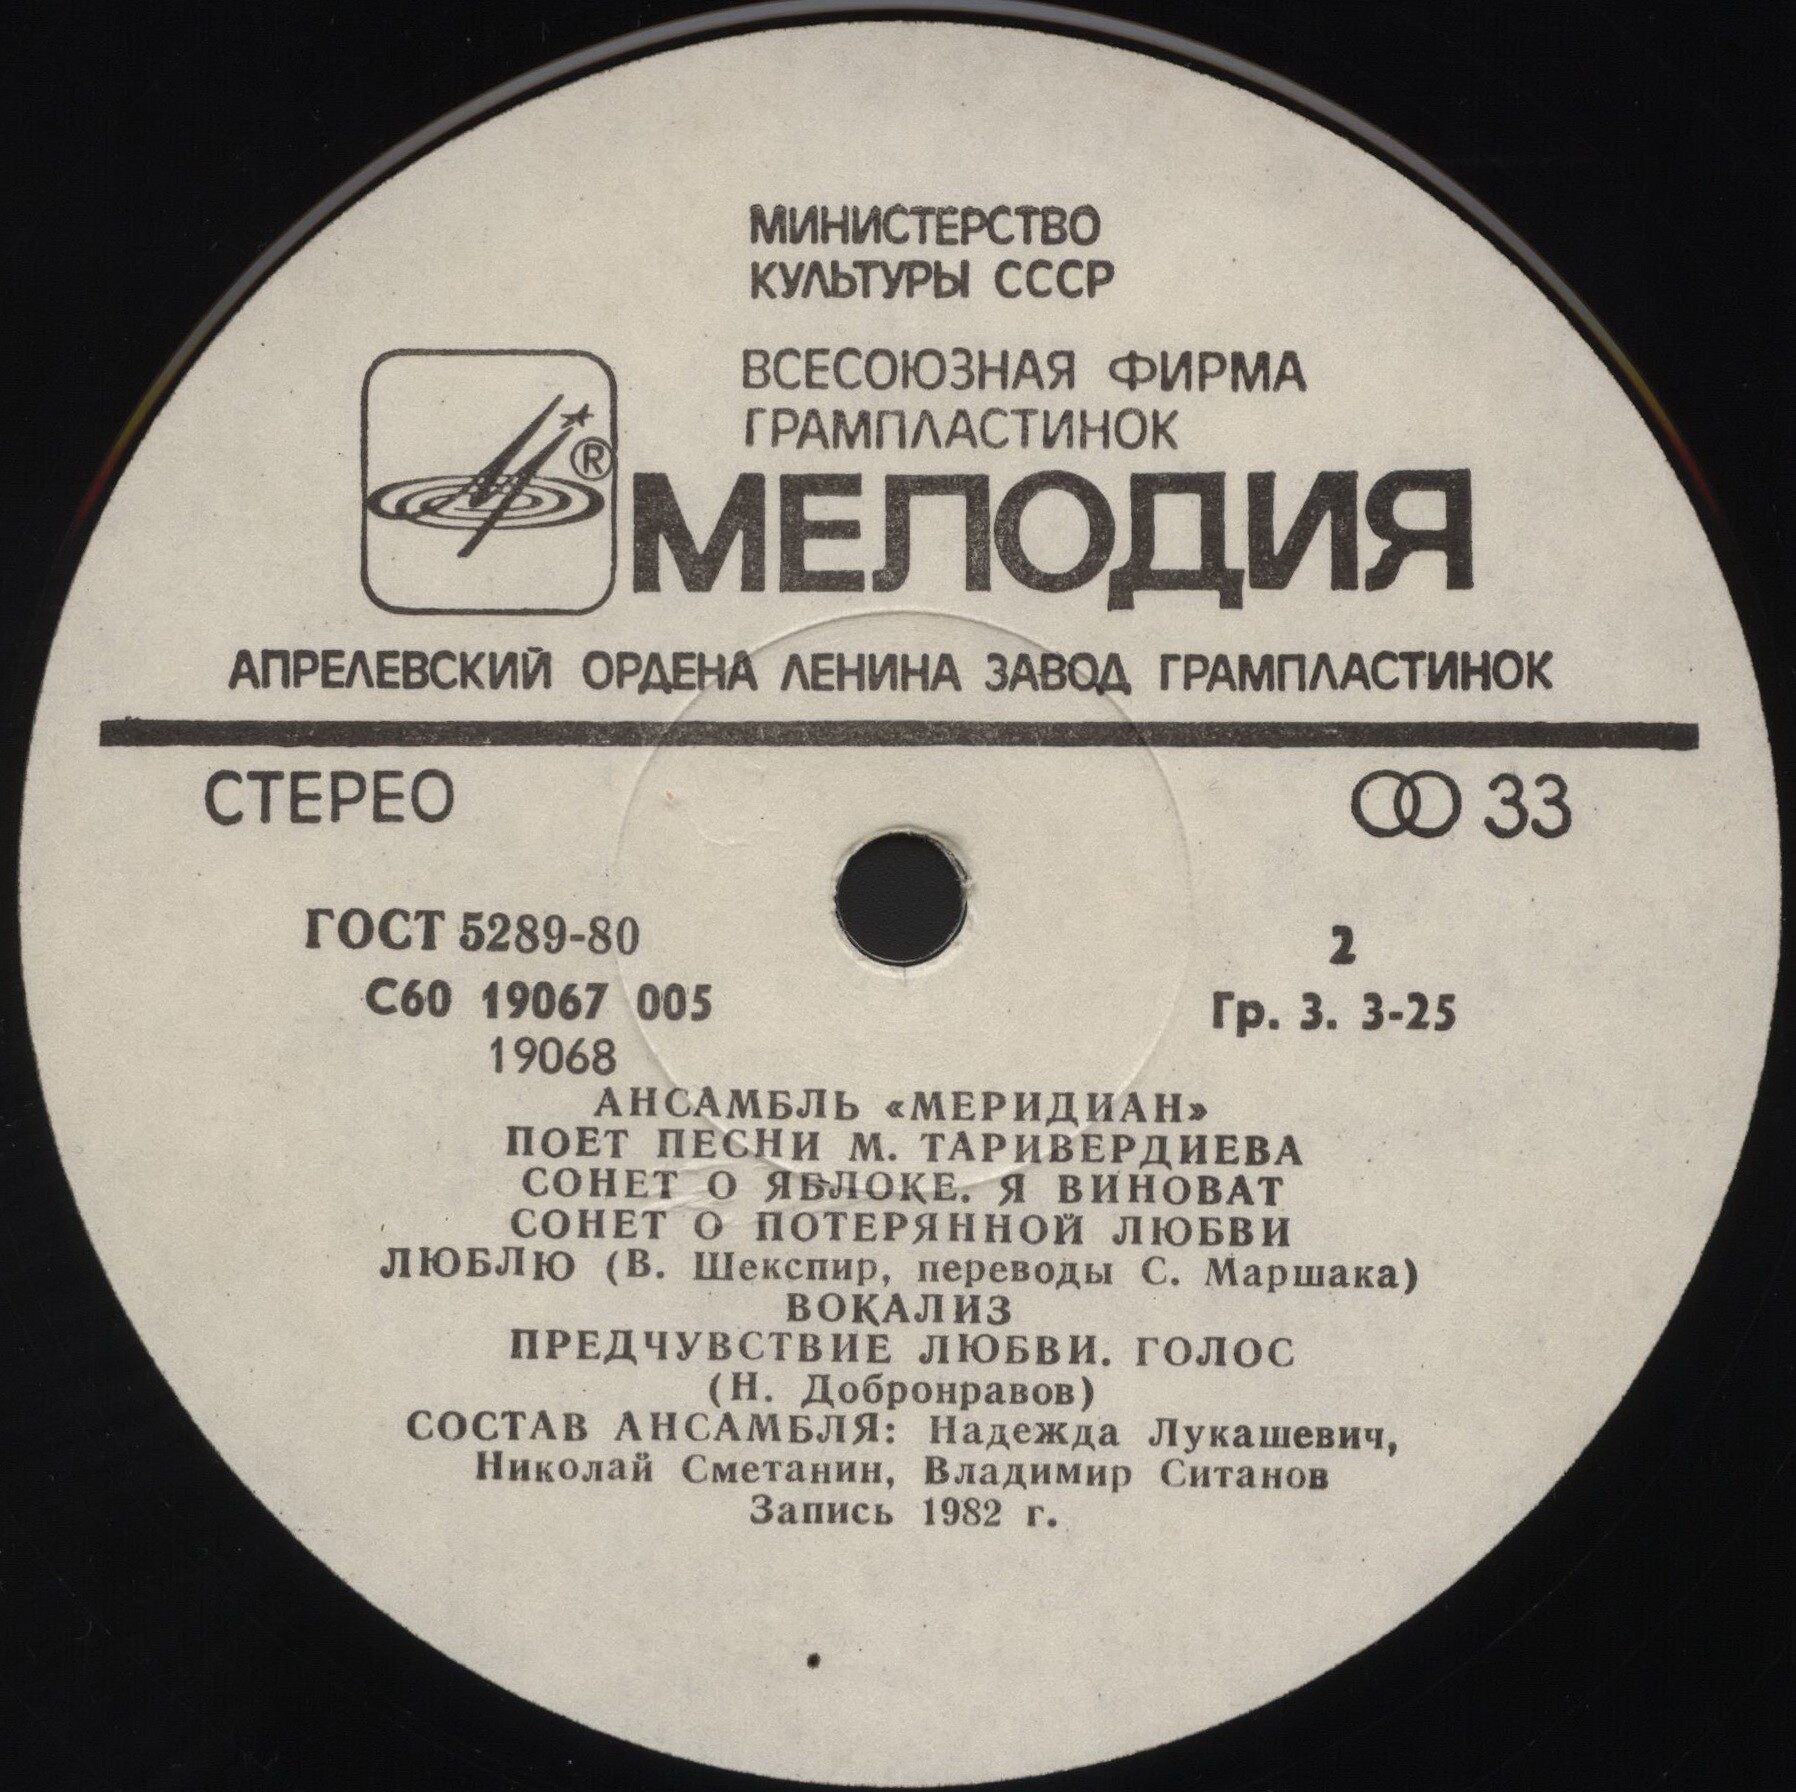 МИНИСТЕРСТВО
КУЛЬТУРЫ СССР
ВСЕСОЮЗНАЯ ФИРМА
ГРАМПЛАСТИНОК
®
МЕЛОДИЯ
АПРЕЛЕВСКИЙ ОРДЕНА ЛЕНИНА ЗАВОД ГРАМПЛАСТИНОК
СТЕРЕО
33
ГОСТ 5289-80
2
С60 19067 005
Гр. 3. 3-25
19068
АНСАМБЛЬ «МЕРИДИАН»
ПОЕТ ПЕСНИ М. ТАРИВЕРДИЕВА
СОНЕТ О ЯБЛОКЕ. Я ВИНОВАТ
СОНЕТ О ПОТЕРЯННОЙ ЛЮБВИ
ЛЮБЛЮ (В. Шекспир, переводы С. Маршака)
ВОКАЛИЗ
ПРЕДЧУВСТВИЕ ЛЮБВИ. ГОЛОС
(Н. Добронравов)
СОСТАВ АНСАМБЛЯ: Надежда Лукашевич,
Николай Сметанин, Владимир Ситанов
Запись 1982 г.